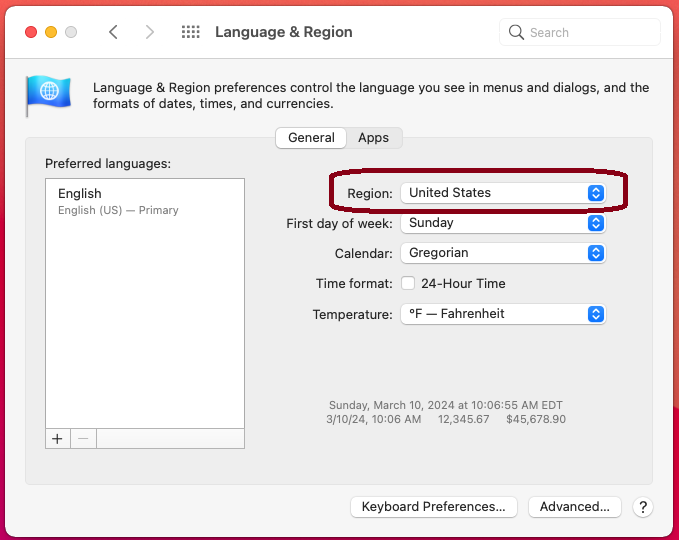 Language & Region
Search
Language & Region preferences control the language you see in menus and dialogs, and the
formats of dates, times, and currencies.
General Apps
Preferred languages:
English
English (US) — Primary
Region: United States
First day of week: Sunday
Calendar: Gregorian
Time format: 24-Hour Time
Temperature: °F — Fahrenheit
Sunday, March 10, 2024 at 10:06:55 AM EDT
3/10/24, 10:06 AM 12,345.67 $45,678.90
+ −
Keyboard Preferences... Advanced... ?